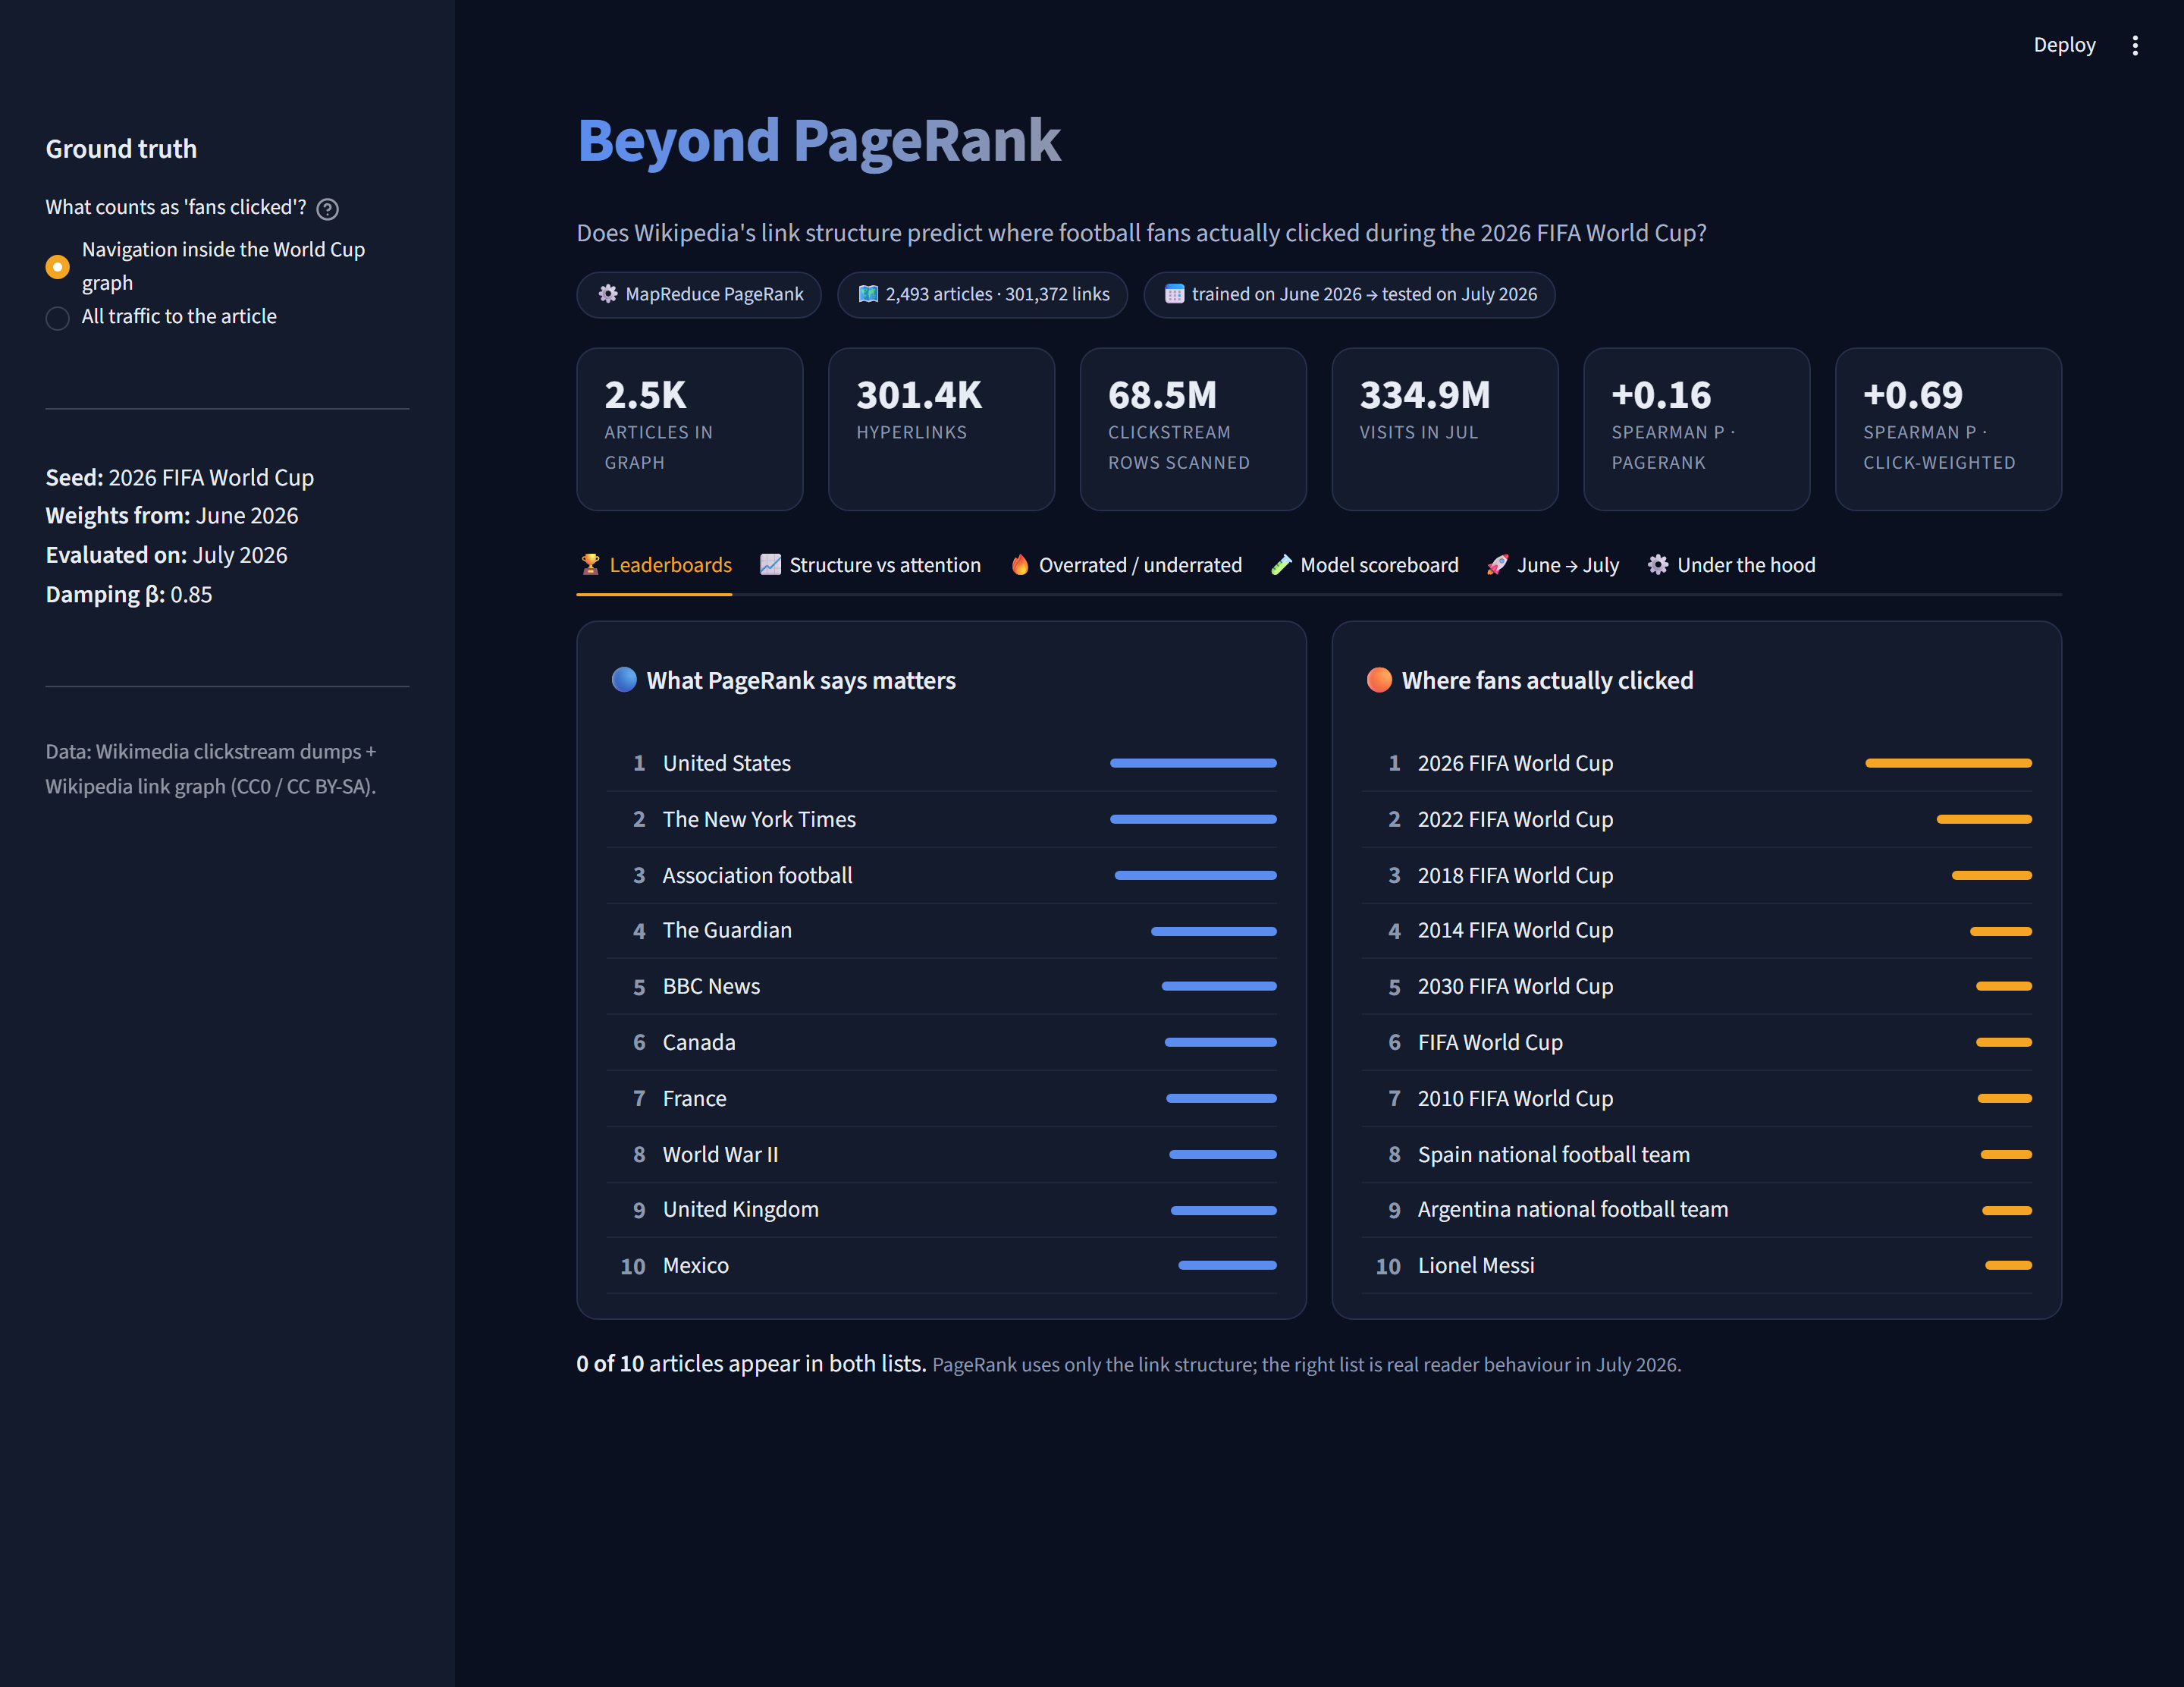 Deploy
Ground truth
What counts as 'fans clicked'?
Navigation inside the World Cup
graph
All traffic to the article
Seed: 2026 FIFA World Cup
Weights from: June 2026
Evaluated on: July 2026
Damping β: 0.85
Data: Wikimedia clickstream dumps +
Wikipedia link graph (CC0 / CC BY-SA).
Beyond PageRank
Does Wikipedia's link structure predict where football fans actually clicked during the 2026 FIFA World Cup?
MapReduce PageRank
2,493 articles · 301,372 links
trained on June 2026 → tested on July 2026
2.5K
ARTICLES IN
GRAPH
301.4K
HYPERLINKS
68.5M
CLICKSTREAM
ROWS SCANNED
334.9M
VISITS IN JUL
+0.16
SPEARMAN Ρ ·
PAGERANK
+0.69
SPEARMAN Ρ ·
CLICK-WEIGHTED
Leaderboards
Structure vs attention
Overrated / underrated
Model scoreboard
June → July
Under the hood
What PageRank says matters
1 United States
2 The New York Times
3 Association football
4 The Guardian
5 BBC News
6 Canada
7 France
8 World War II
9 United Kingdom
10 Mexico
Where fans actually clicked
1 2026 FIFA World Cup
2 2022 FIFA World Cup
3 2018 FIFA World Cup
4 2014 FIFA World Cup
5 2030 FIFA World Cup
6 FIFA World Cup
7 2010 FIFA World Cup
8 Spain national football team
9 Argentina national football team
10 Lionel Messi
0 of 10 articles appear in both lists. PageRank uses only the link structure; the right list is real reader behaviour in July 2026.